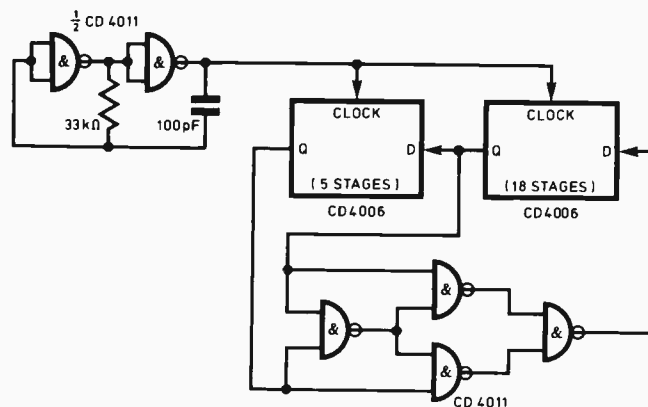 ½ CD 4011
&
&
33kΩ
100pF
CLOCK
Q
D
(5 STAGES)
CD4006
CLOCK
Q
D
(18 STAGES)
CD4006
&
&
&
&
CD 4011